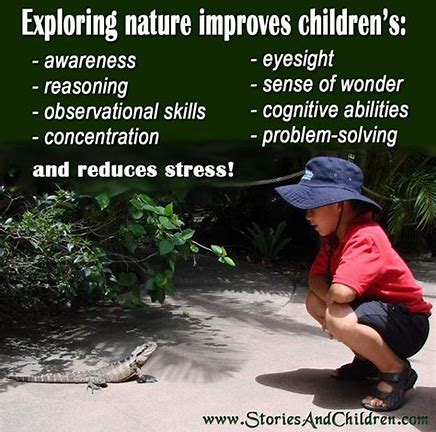 Exploring nature improves children's:
- awareness
- reasoning
- observational skills
- concentration
- eyesight
- sense of wonder
- cognitive abilities
- problem-solving
and reduces stress!
www.StoriesAndChildren.com